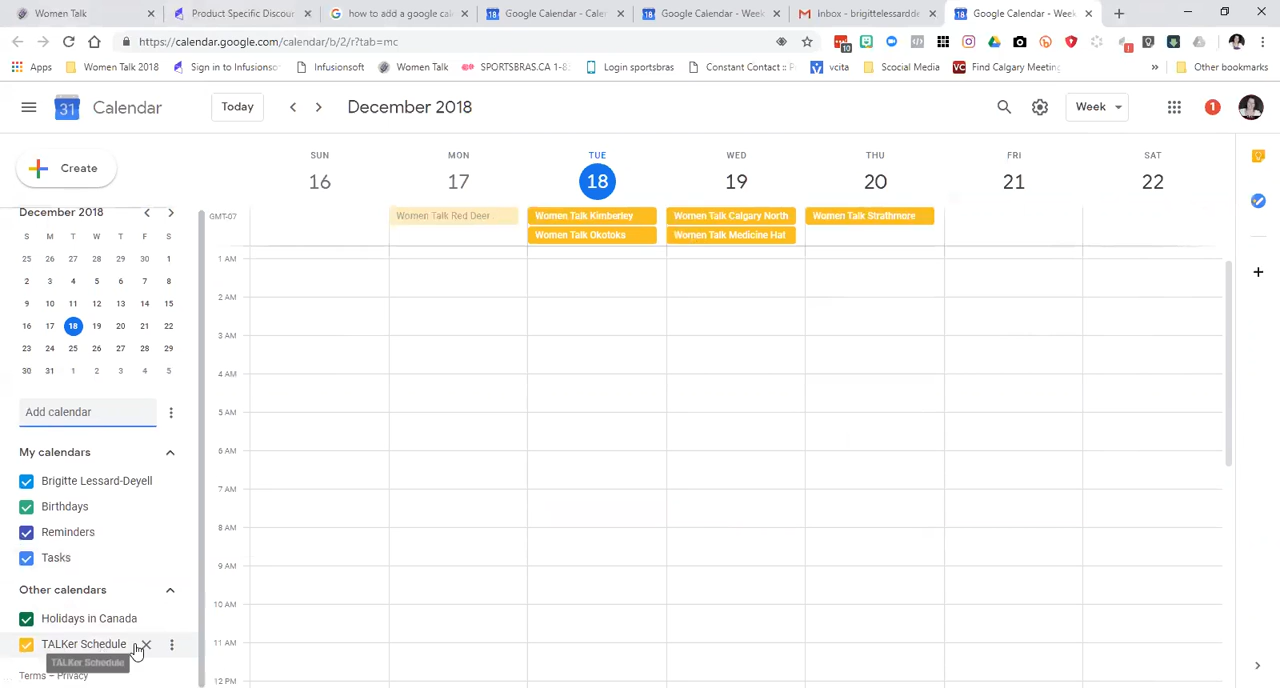 Women Talk
Product Specific Discoun
how to add a google cal
Google Calendar - Cale
Google Calendar - Week
Inbox - brigittelessardde
Google Calendar - Week
https://calendar.google.com/calendar/b/2/r?tab=mc
10
Apps
Women Talk 2018
Sign in to Infusionso
Infusionsoft
Women Talk
SPORTSBRAS.CA 1-8
Login sportsbras
Constant Contact :: P
vcita
Scocial Media
VC Find Calgary Meeting
»
Other bookmarks
31 Calendar
Today
December 2018
Week
1
Create
SUN
MON
TUE
WED
THU
FRI
SAT
16
17
18
19
20
21
22
GMT-07
Women Talk Red Deer
Women Talk Kimberley
Women Talk Calgary North
Women Talk Strathmore
Women Talk Okotoks
Women Talk Medicine Hat
December 2018
S M T W T F S
25 26 27 28 29 30 1
2 3 4 5 6 7 8
9 10 11 12 13 14 15
16 17 18 19 20 21 22
23 24 25 26 27 28 29
30 31 1 2 3 4 5
Add calendar
My calendars
Brigitte Lessard-Deyell
Birthdays
Reminders
Tasks
Other calendars
Holidays in Canada
TALKer Schedule
TALKer Schedule
Terms – Privacy
1 AM
2 AM
3 AM
4 AM
5 AM
6 AM
7 AM
8 AM
9 AM
10 AM
11 AM
12 PM